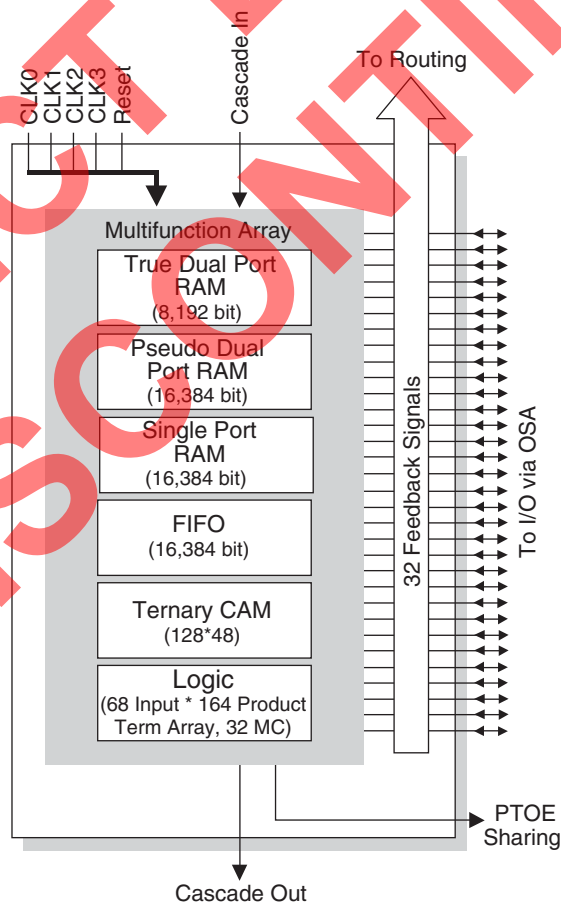 CLK0
CLK1
CLK2
CLK3
Reset
Cascade In
To Routing
Multifunction Array
True Dual Port
RAM
(8,192 bit)
Pseudo Dual
Port RAM
(16,384 bit)
Single Port
RAM
(16,384 bit)
FIFO
(16,384 bit)
Ternary CAM
(128*48)
Logic
(68 Input * 164 Product
Term Array, 32 MC)
32 Feedback Signals
To I/O via OSA
PTOE
Sharing
Cascade Out